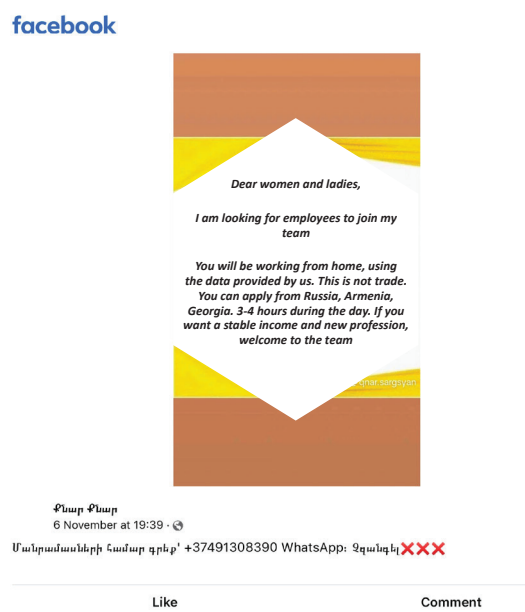 facebook
Dear women and ladies,
I am looking for employees to join my
team
You will be working from home, using
the data provided by us. This is not trade.
You can apply from Russia, Armenia,
Georgia. 3-4 hours during the day. If you
want a stable income and new profession,
welcome to the team
qnar.sargsyan
Քնար Քնար
6 November at 19:39 ·
Մանրամասների համար գրեք' +37491308390 WhatsApp: Չզանգել❌❌❌
Like
Comment